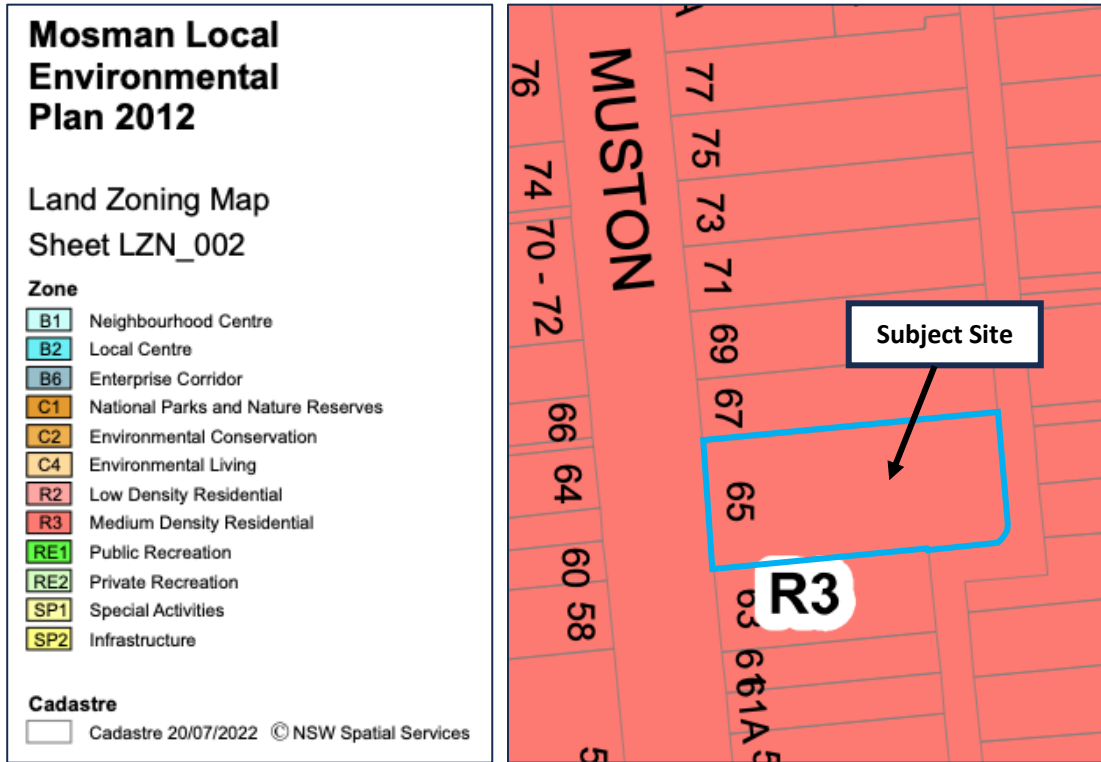 Mosman Local
Environmental
Plan 2012
Land Zoning Map
Sheet LZN_002
Zone
B1 Neighbourhood Centre
B2 Local Centre
B6 Enterprise Corridor
C1 National Parks and Nature Reserves
C2 Environmental Conservation
C4 Environmental Living
R2 Low Density Residential
R3 Medium Density Residential
RE1 Public Recreation
RE2 Private Recreation
SP1 Special Activities
SP2 Infrastructure
Cadastre
Cadastre 20/07/2022 © NSW Spatial Services
76
74
70 - 72
66
64
60
58
MUSTON
77
75
73
71
69
67
65
63
61
61A
Subject Site
R3